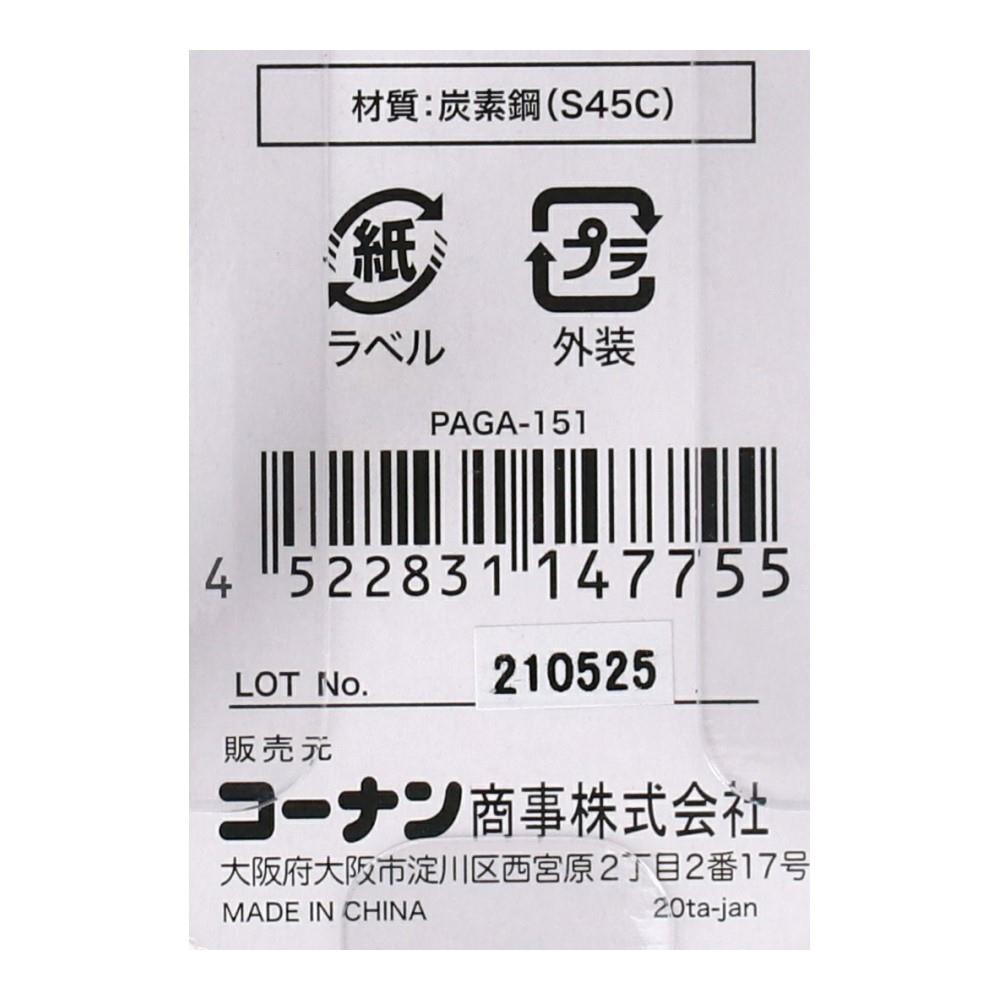 材質：炭素鋼（S45C）
紙 プラ
ラベル 外装
PAGA-151
4 522831 147755
LOT No. 210525
販売元
コーナン商事株式会社
大阪府大阪市淀川区西宮原2丁目2番17号
MADE IN CHINA 20ta-jan